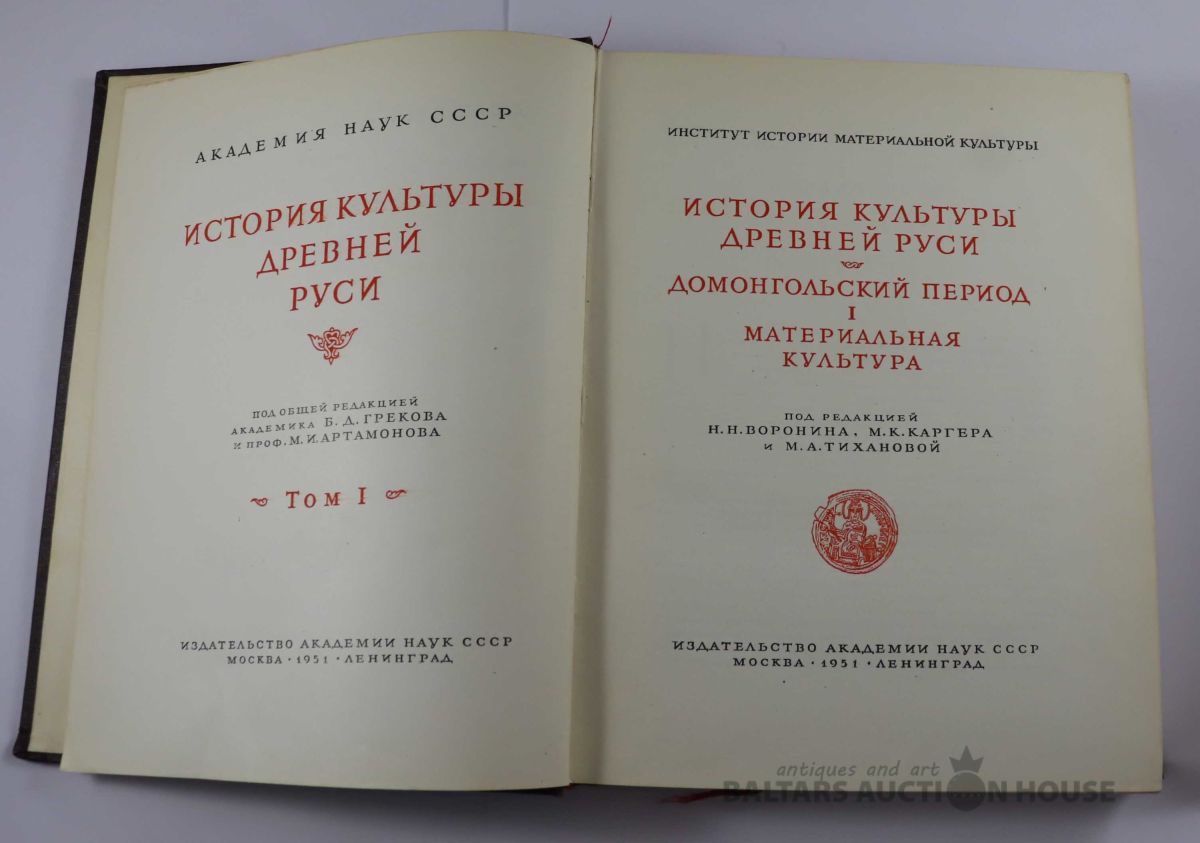 АКАДЕМИЯ НАУК СССР
ИСТОРИЯ КУЛЬТУРЫ
ДРЕВНЕЙ
РУСИ
ПОД ОБЩЕЙ РЕДАКЦИЕЙ
АКАДЕМИКА Б. Д. ГРЕКОВА
И ПРОФ. М. И. АРТАМОНОВА
Том I
ИЗДАТЕЛЬСТВО АКАДЕМИИ НАУК СССР
МОСКВА · 1951 · ЛЕНИНГРАД
ИНСТИТУТ ИСТОРИИ МАТЕРИАЛЬНОЙ КУЛЬТУРЫ
ИСТОРИЯ КУЛЬТУРЫ
ДРЕВНЕЙ РУСИ
ДОМОНГОЛЬСКИЙ ПЕРИОД
I
МАТЕРИАЛЬНАЯ
КУЛЬТУРА
ПОД РЕДАКЦИЕЙ
Н. Н. ВОРОНИНА, М. К. КАРГЕРА
И М. А. ТИХАНОВОЙ
ИЗДАТЕЛЬСТВО АКАДЕМИИ НАУК СССР
МОСКВА · 1951 · ЛЕНИНГРАД
antiques and art
BALTARS AUCTION HOUSE